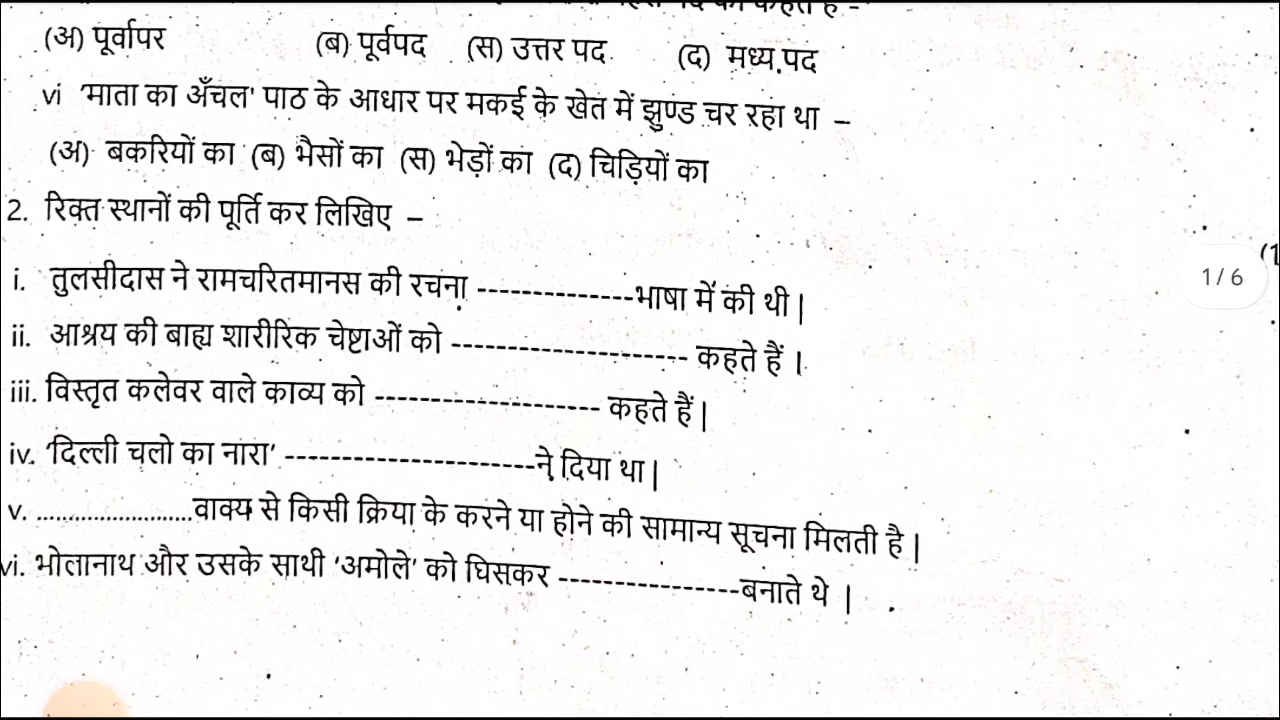 (अ) पूर्वापर (ब) पूर्वपद (स) उत्तर पद (द) मध्य पद
vi 'माता का अँचल' पाठ के आधार पर मकई के खेत में झुण्ड चर रहा था –
(अ) बकरियों का (ब) भैसों का (स) भेड़ों का (द) चिड़ियों का
2. रिक्त स्थानों की पूर्ति कर लिखिए –
i. तुलसीदास ने रामचरितमानस की रचना --------------भाषा में की थी |
1 / 6
ii. आश्रय की बाह्य शारीरिक चेष्टाओं को --------------------- कहते हैं ।
iii. विस्तृत कलेवर वाले काव्य को -------------------- कहते हैं |
iv. 'दिल्ली चलो का नारा' ----------------------ने दिया था |
v. .........................वाक्य से किसी क्रिया के करने या होने की सामान्य सूचना मिलती है |
vi. भोलानाथ और उसके साथी 'अमोले' को घिसकर ----------------बनाते थे |